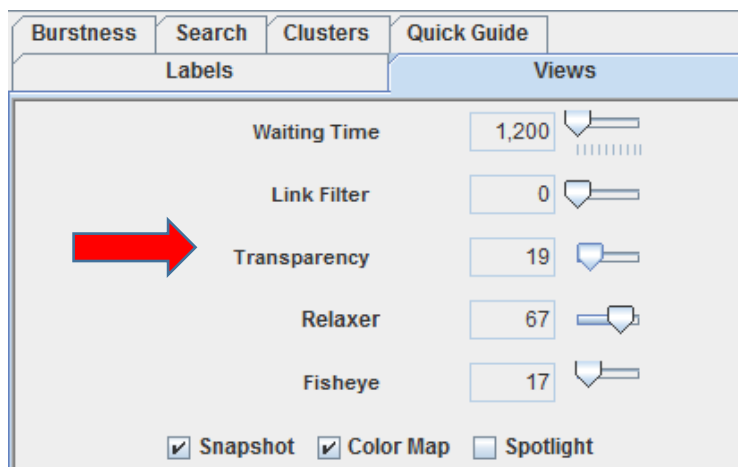 Burstness Search Clusters Quick Guide
Labels Views
Waiting Time 1,200
Link Filter 0
Transparency 19
Relaxer 67
Fisheye 17
Snapshot Color Map Spotlight